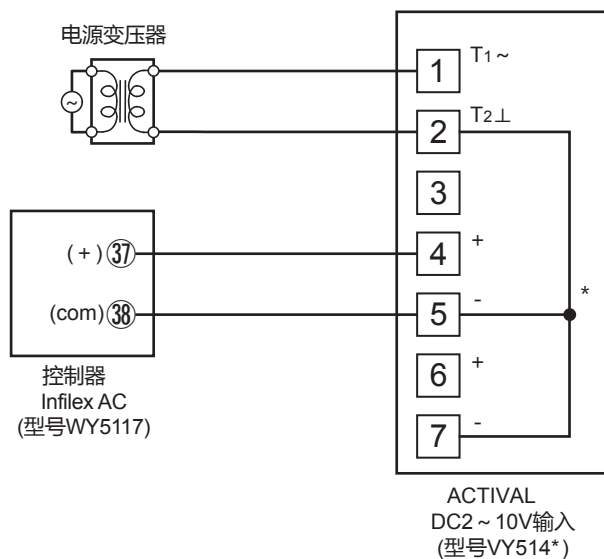 电源变压器
~
1 T1~
2 T2⊥
3
(+) 37 4 +
(com) 38 5 - *
6 +
7 -
控制器
Infilex AC
(型号WY5117)
ACTIVAL
DC2~10V输入
(型号VY514*)